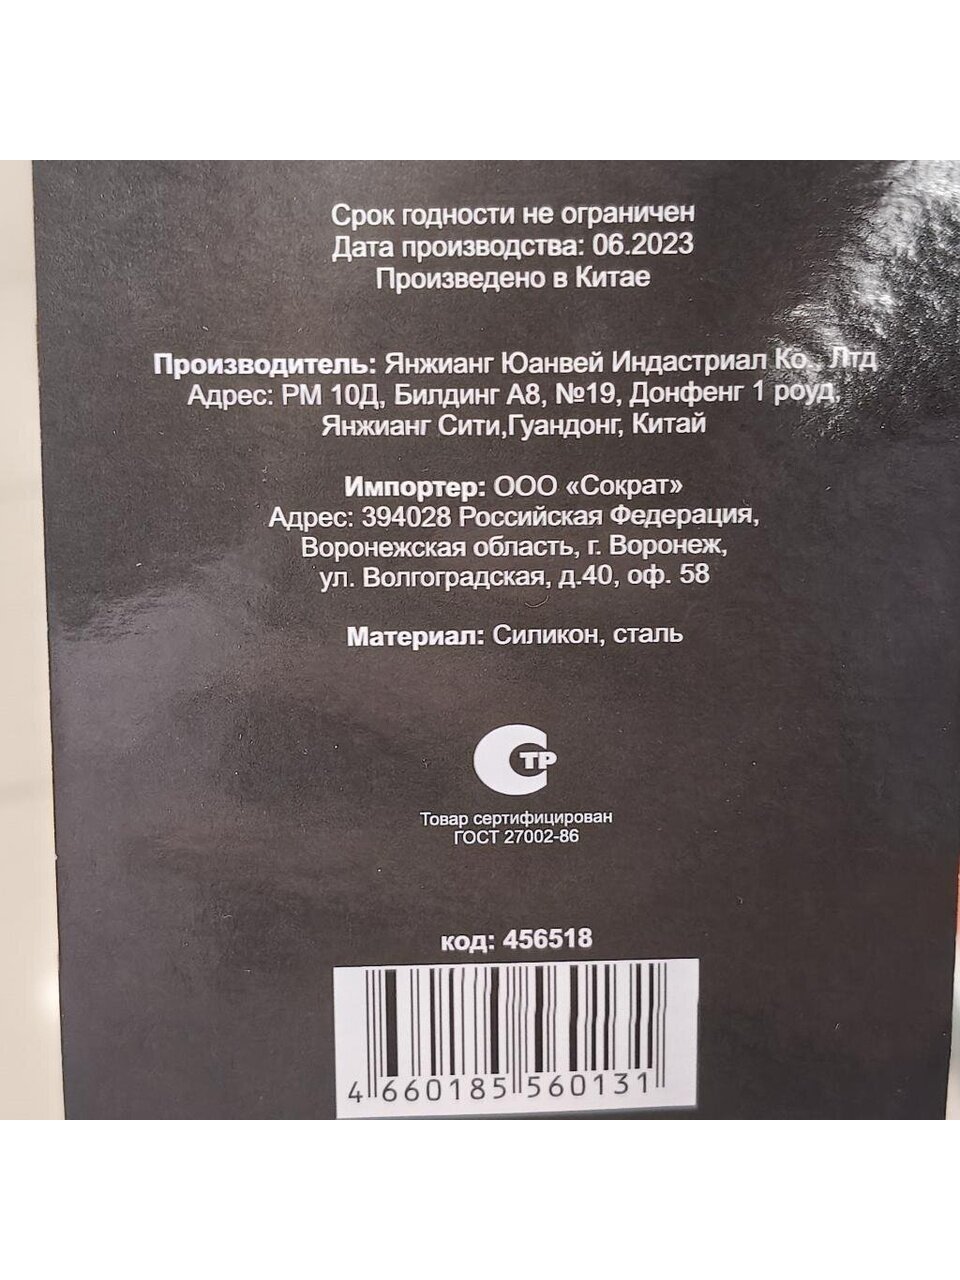 Срок годности не ограничен
Дата производства: 06.2023
Произведено в Китае
Производитель: Янжианг Юанвей Индастриал Ко., Лтд
Адрес: РМ 10Д, Билдинг А8, №19, Донфенг 1 роуд,
Янжианг Сити,Гуандонг, Китай
Импортер: ООО «Сократ»
Адрес: 394028 Российская Федерация,
Воронежская область, г. Воронеж,
ул. Волгоградская, д.40, оф. 58
Материал: Силикон, сталь
СТР
Товар сертифицирован
ГОСТ 27002-86
код: 456518
4 660185 560131